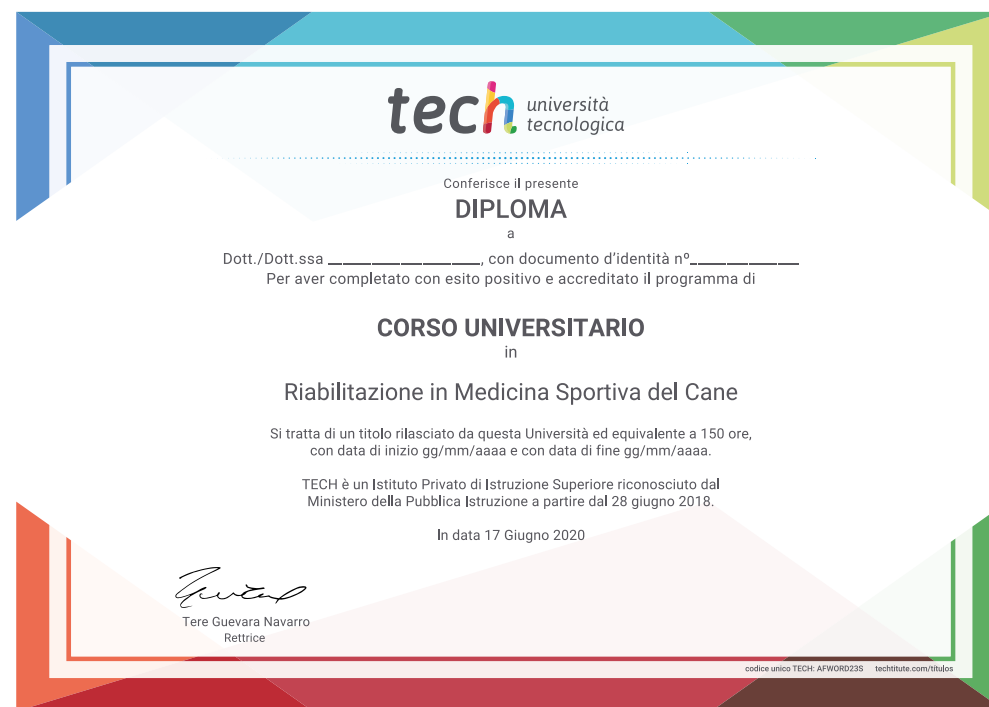 tech università
tecnologica
Conferisce il presente
DIPLOMA
a
Dott./Dott.ssa _________________, con documento d'identità nº____________
Per aver completato con esito positivo e accreditato il programma di
CORSO UNIVERSITARIO
in
Riabilitazione in Medicina Sportiva del Cane
Si tratta di un titolo rilasciato da questa Università ed equivalente a 150 ore,
con data di inizio gg/mm/aaaa e con data di fine gg/mm/aaaa.
TECH è un Istituto Privato di Istruzione Superiore riconosciuto dal
Ministero della Pubblica Istruzione a partire dal 28 giugno 2018.
In data 17 Giugno 2020
Tere Guevara Navarro
Rettrice
codice unico TECH: AFWORD23S techtitute.com/títulos